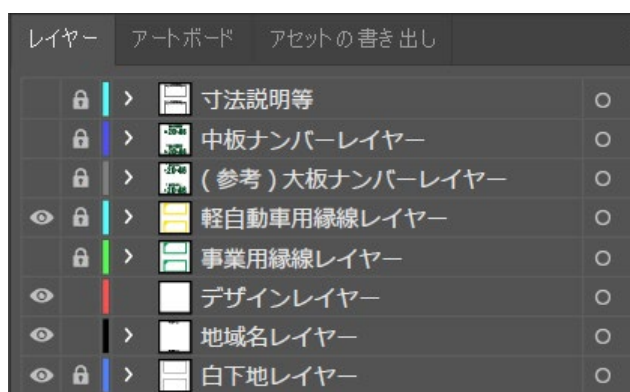 レイヤー アートボード アセットの書き出し
寸法説明等
中板ナンバーレイヤー
(参考)大板ナンバーレイヤー
軽自動車用縁線レイヤー
事業用縁線レイヤー
デザインレイヤー
地域名レイヤー
白下地レイヤー